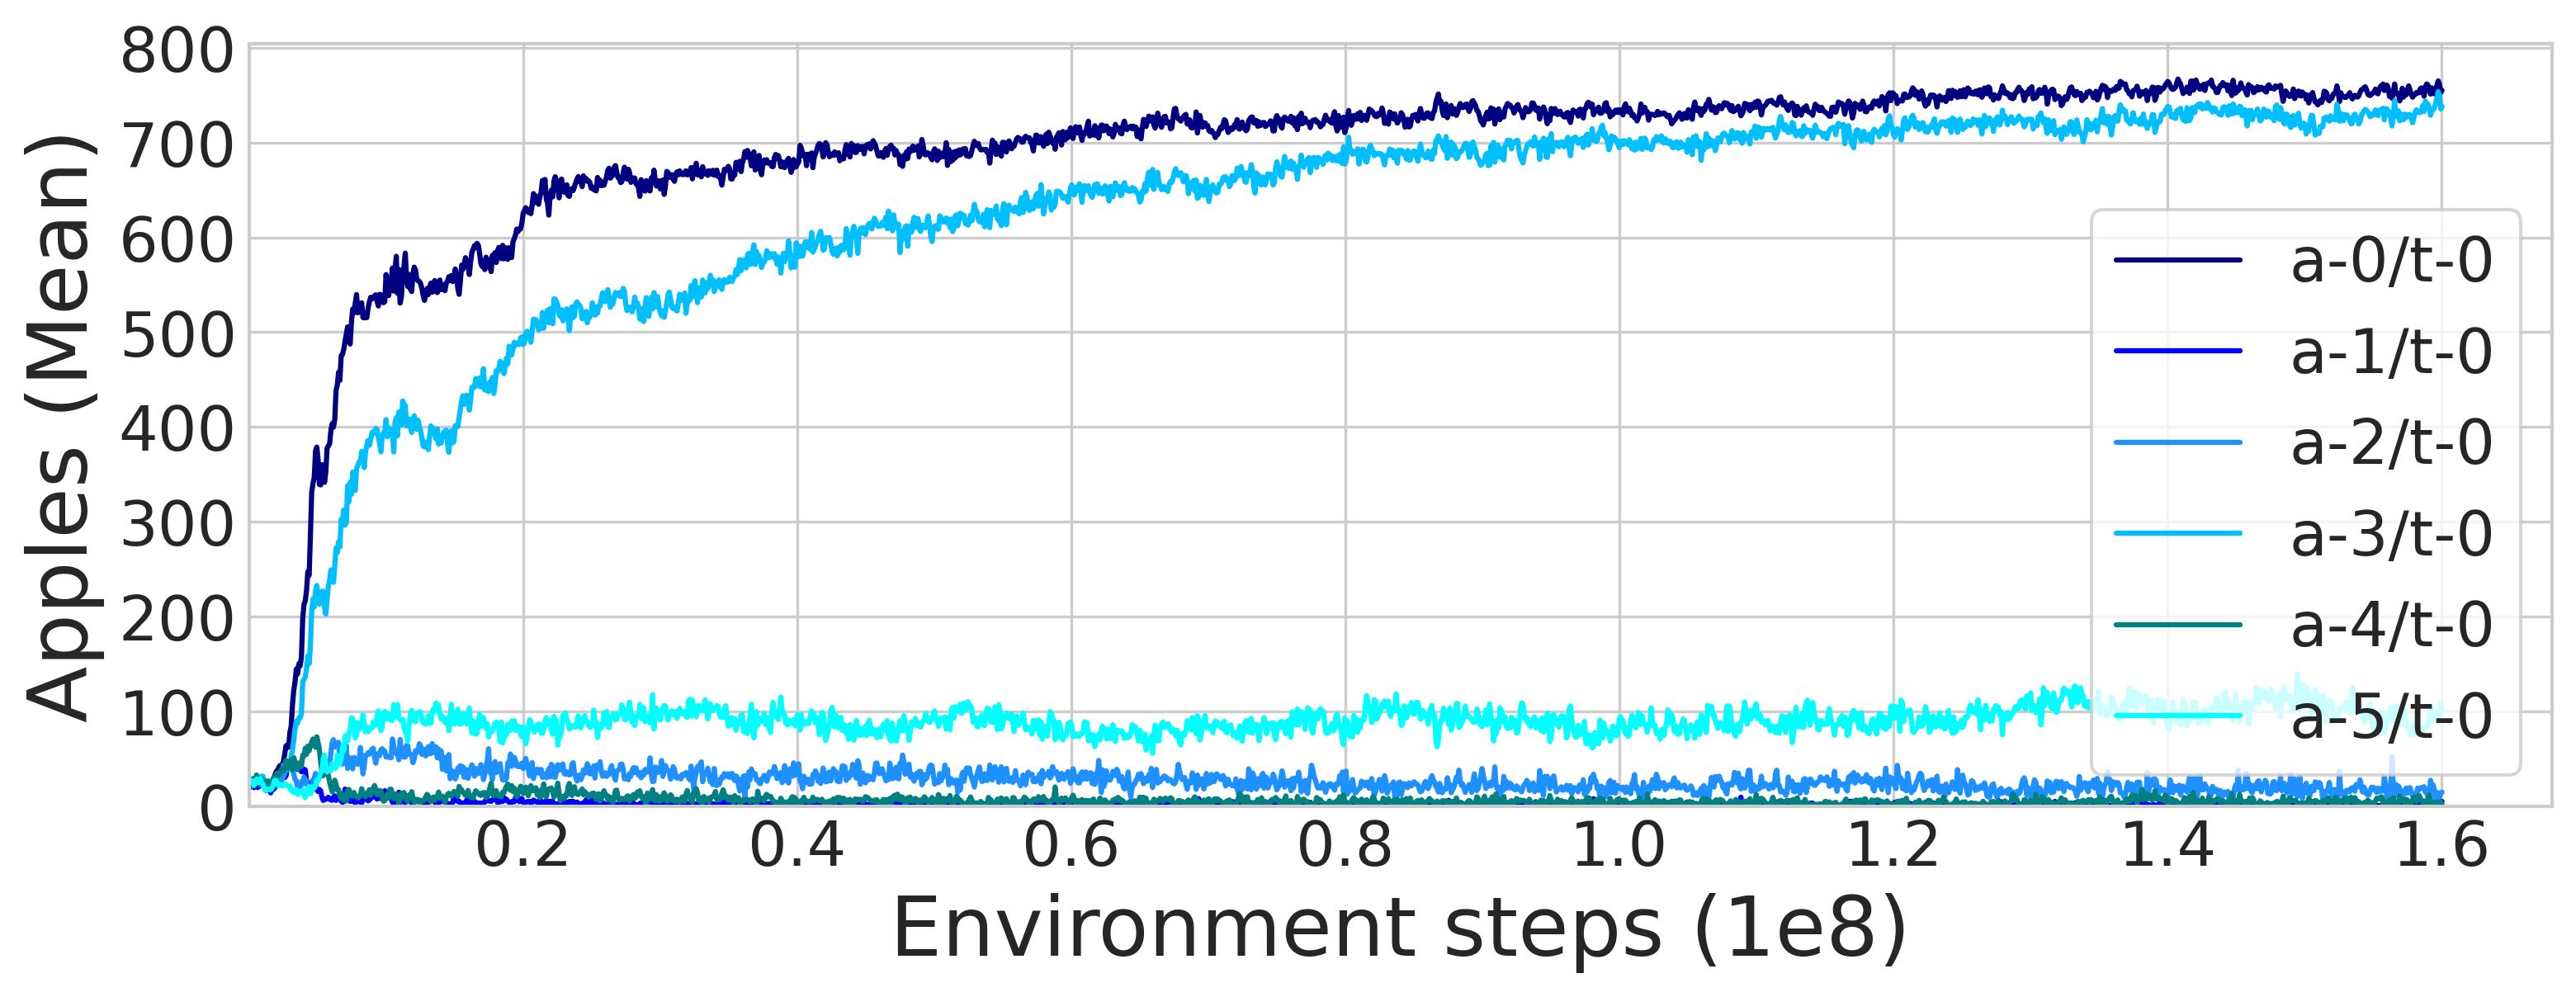 800
700
600
500
400
300
200
100
0
Apples (Mean)
0.2 0.4 0.6 0.8 1.0 1.2 1.4 1.6
Environment steps (1e8)
a-0/t-0
a-1/t-0
a-2/t-0
a-3/t-0
a-4/t-0
a-5/t-0